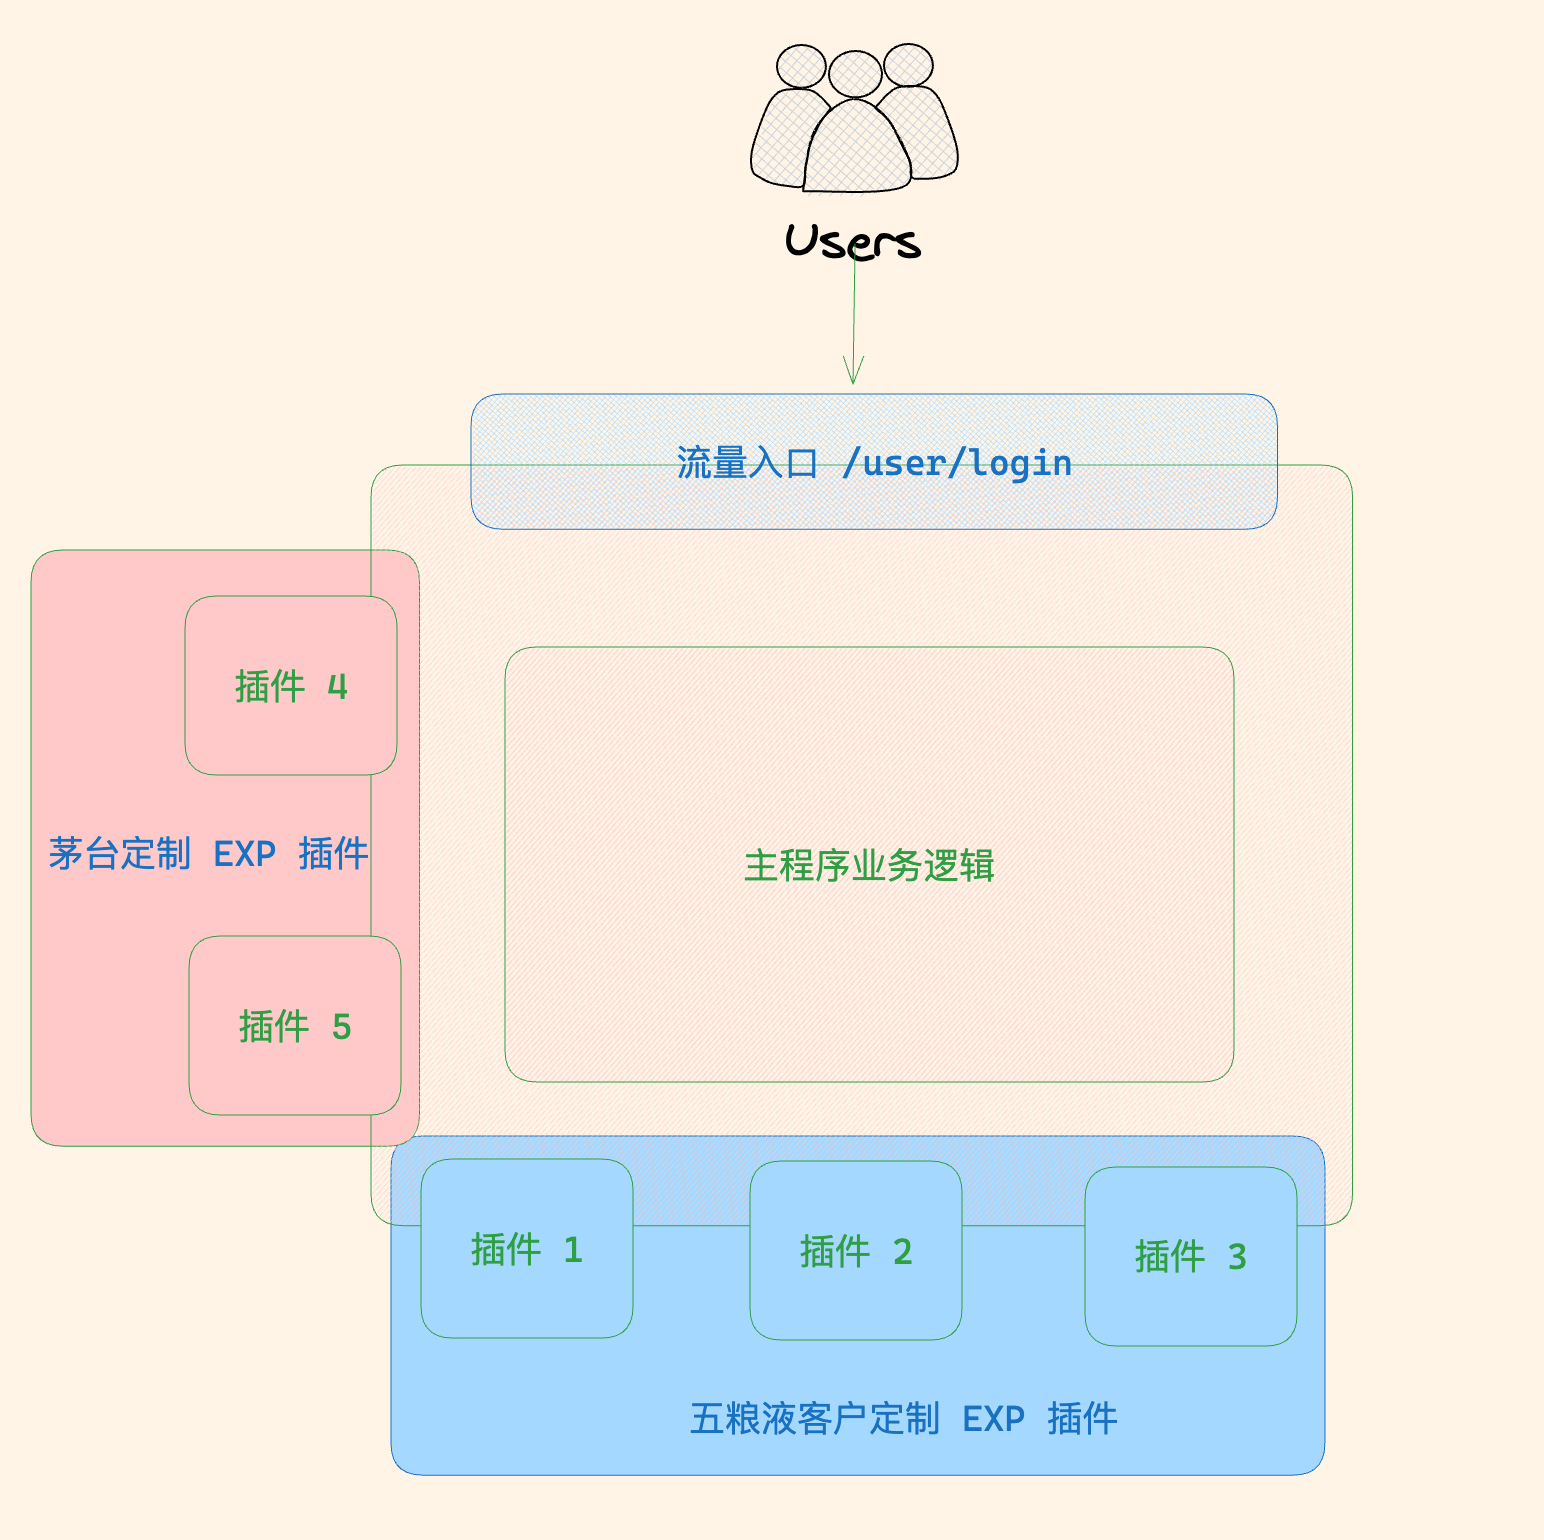 Users
流量入口 /user/login
插件 4
茅台定制 EXP 插件
主程序业务逻辑
插件 5
插件 1
插件 2
插件 3
五粮液客户定制 EXP 插件